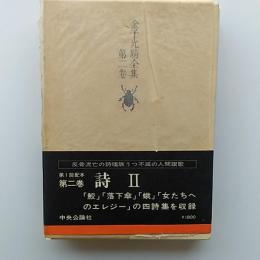 金子光晴全集
第二巻
反骨流亡の詩魂が うつ不滅の人間讃歌
第1回配本
第二巻
詩 Ⅱ
「鮫」「落下傘」「蛾」「女たちへ
のエレジー」の四詩集を収録
中央公論社
¥1800